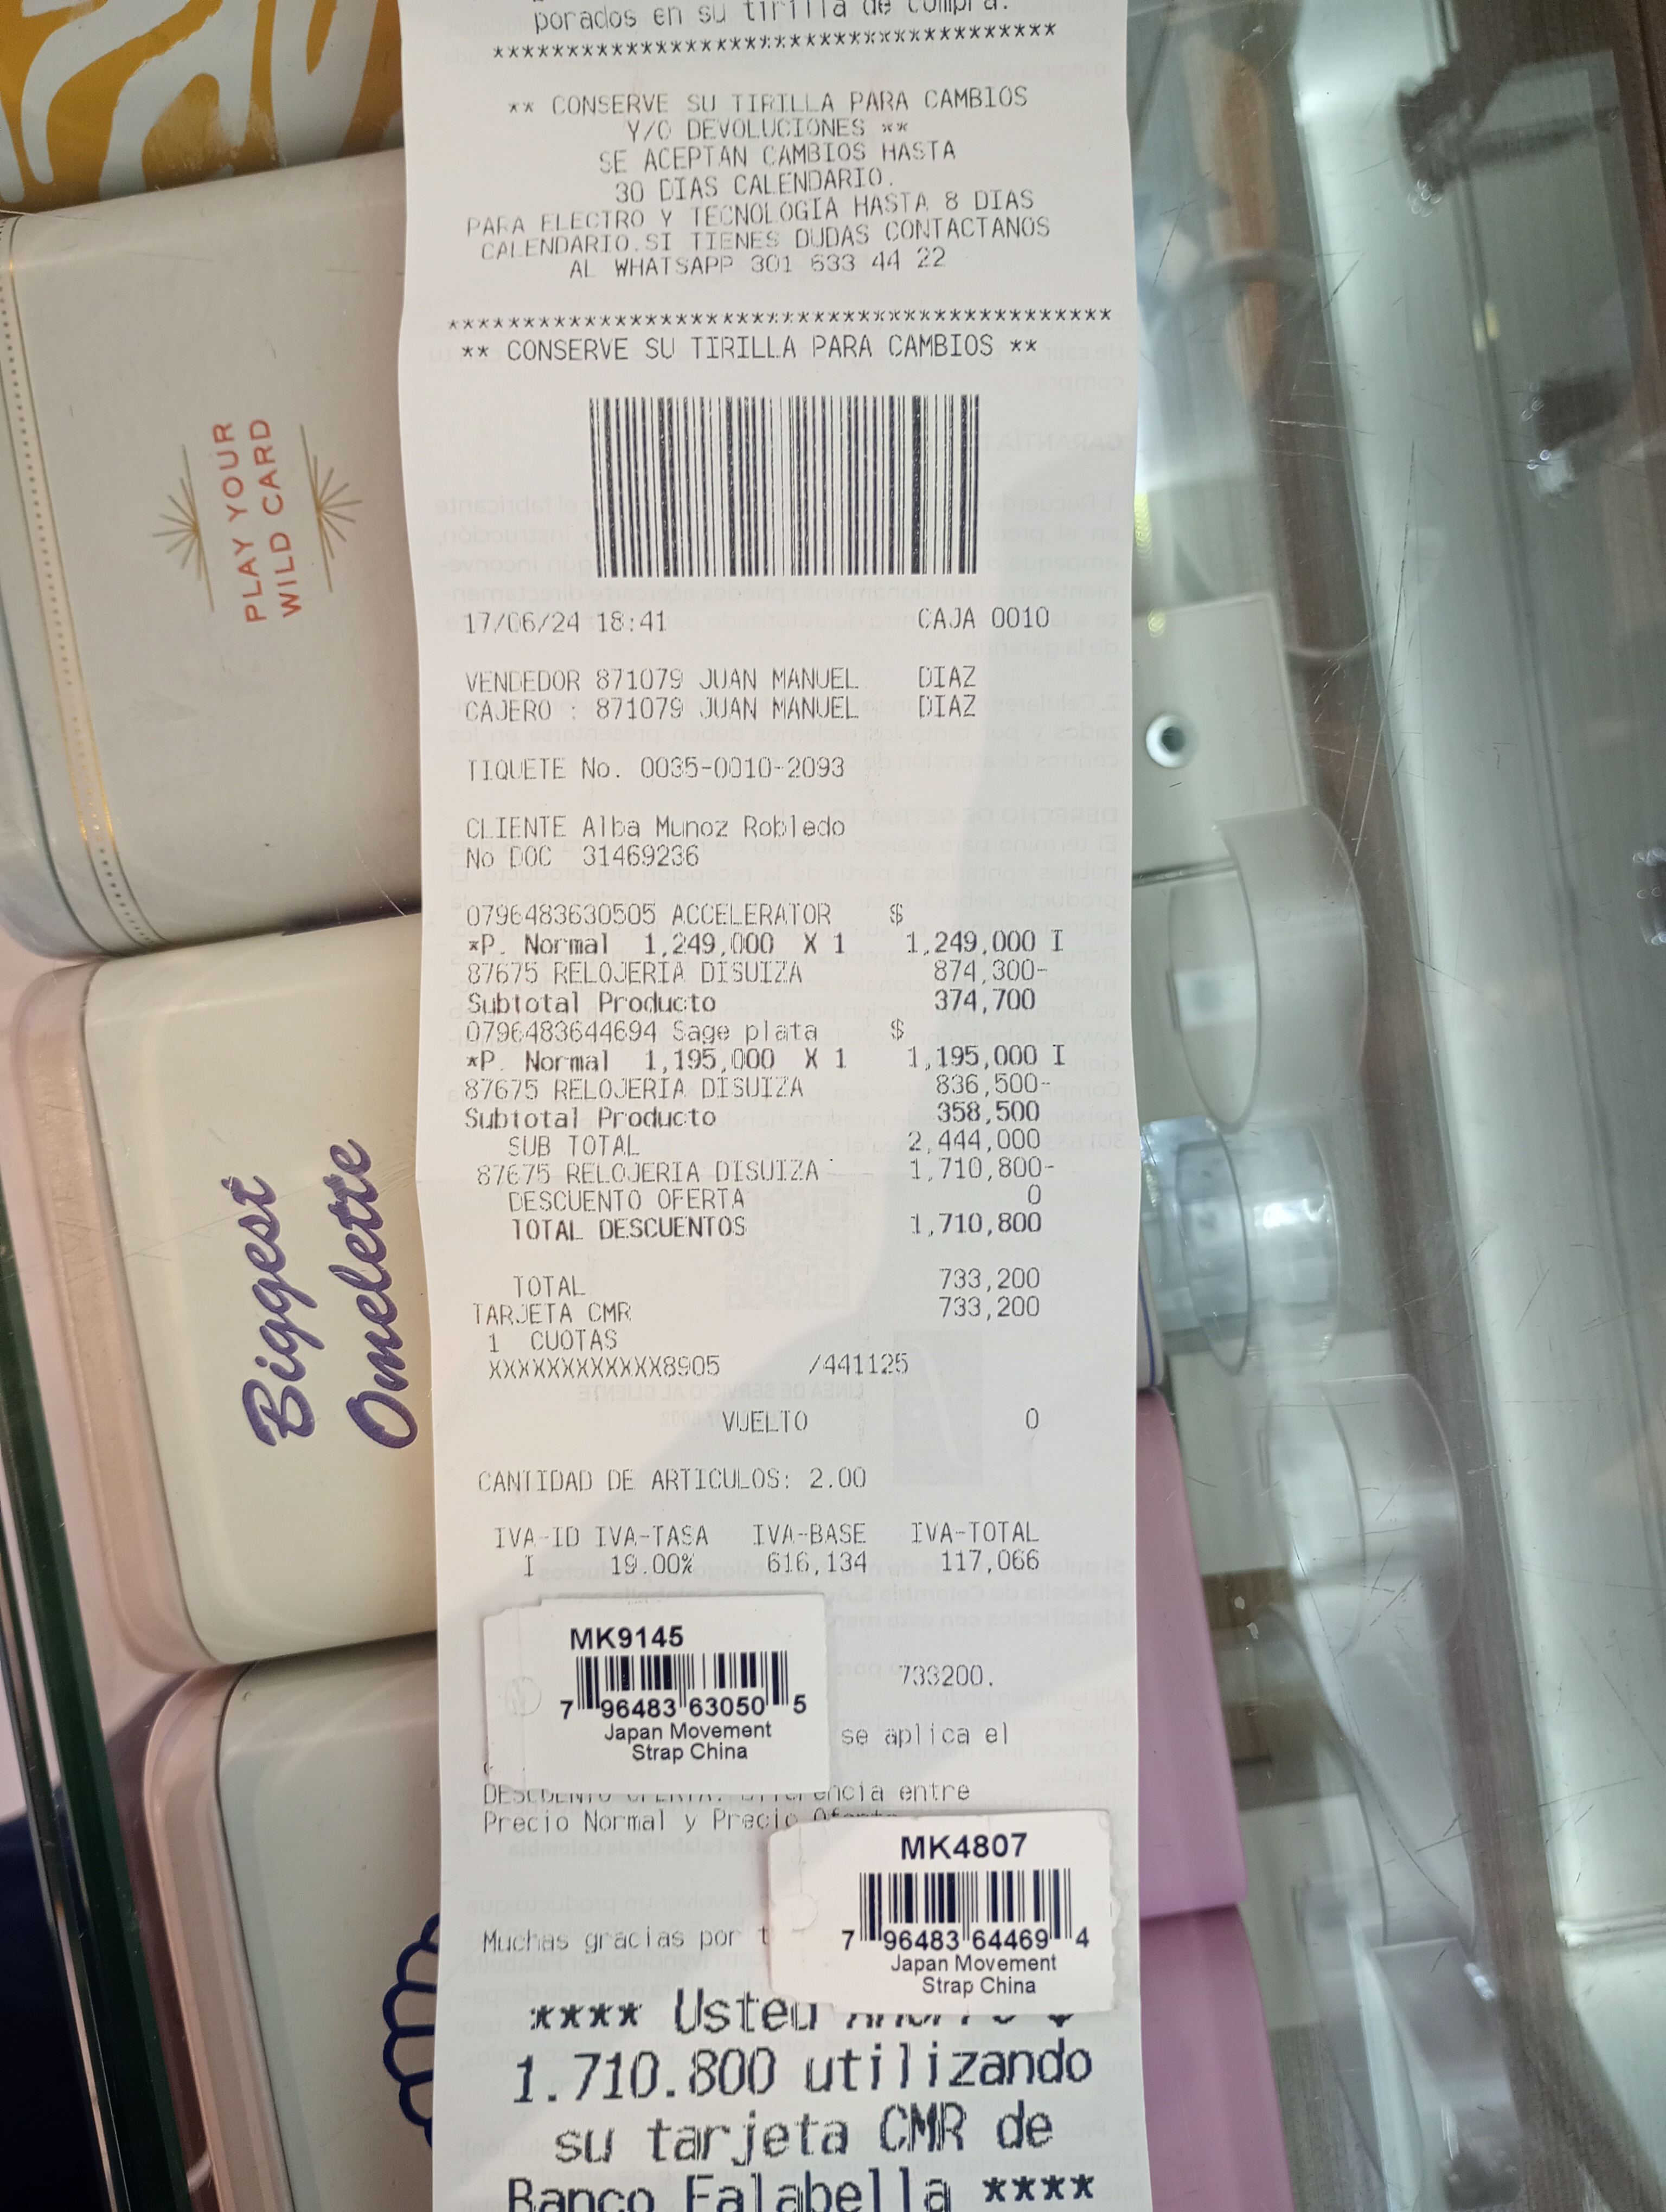 porados en su tirilla de compra.
**************************************
** CONSERVE SU TIRILLA PARA CAMBIOS
Y/O DEVOLUCIONES **
SE ACEPTAN CAMBIOS HASTA
30 DIAS CALENDARIO.
PARA ELECTRO Y TECNOLOGIA HASTA 8 DIAS
CALENDARIO.SI TIENES DUDAS CONTACTANOS
AL WHATSAPP 301 633 44 22
********************************************
** CONSERVE SU TIRILLA PARA CAMBIOS **
17/06/24 18:41 CAJA 0010
VENDEDOR 871079 JUAN MANUEL DIAZ
CAJERO : 871079 JUAN MANUEL DIAZ
TIQUETE No. 0035-0010-2093
CLIENTE Alba Munoz Robledo
No DOC 31469236
0796483630505 ACCELERATOR $
*P. Normal 1,249,000 X 1 1,249,000 I
87675 RELOJERIA DISUIZA 874,300-
Subtotal Producto 374,700
0796483644694 Sage plata $
*P. Normal 1,195,000 X 1 1,195,000 I
87675 RELOJERIA DISUIZA 836,500-
Subtotal Producto 358,500
SUB TOTAL 2,444,000
87675 RELOJERIA DISUIZA 1,710,800-
DESCUENTO OFERTA 0
TOTAL DESCUENTOS 1,710,800
TOTAL 733,200
TARJETA CMR 733,200
1 CUOTAS
XXXXXXXXXXXX8905 /441125
VUELTO 0
CANTIDAD DE ARTICULOS: 2.00
IVA-ID IVA-TASA IVA-BASE IVA-TOTAL
I 19.00% 616,134 117,066
MK9145
7 96483 63050 5
Japan Movement
Strap China
733200.
se aplica el
entre
Precio Normal y Precio
MK4807
7 96483 64469 4
Japan Movement
Strap China
Muchas gracias por
**** Usted
1.710.800 utilizando
su tarjeta CMR de
Banco Falabella ****
PLAY YOUR
WILD CARD
Biggest
Omelette